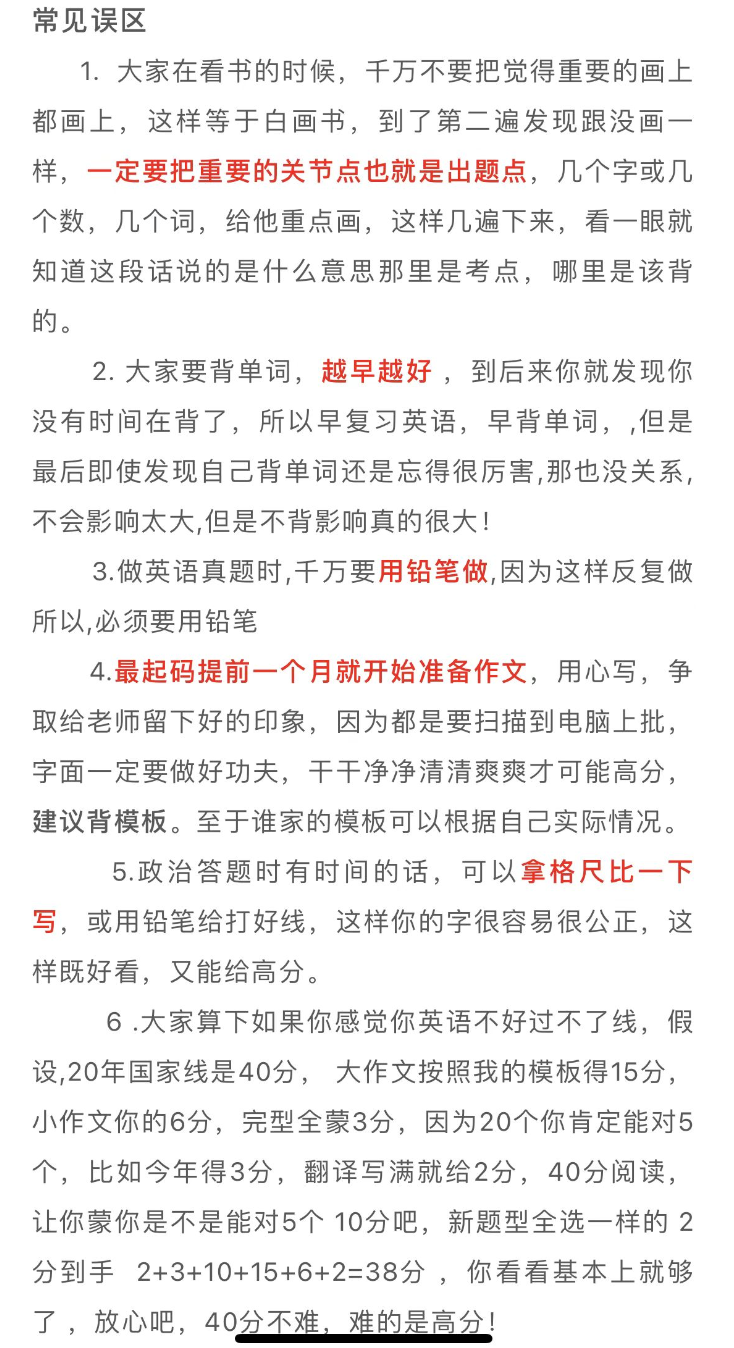 常见误区
1. 大家在看书的时候，千万不要把觉得重要的画上
都画上，这样等于白画书，到了第二遍发现跟没画一
样，一定要把重要的关节点也就是出题点，几个字或几
个数，几个词，给他重点画，这样几遍下来，看一眼就
知道这段话说的是什么意思那里是考点，哪里是该背
的。
2. 大家要背单词，越早越好 ，到后来你就发现你
没有时间在背了，所以早复习英语，早背单词，,但是
最后即使发现自己背单词还是忘得很厉害,那也没关系,
不会影响太大,但是不背影响真的很大！
3.做英语真题时,千万要用铅笔做,因为这样反复做
所以,必须要用铅笔
4.最起码提前一个月就开始准备作文，用心写，争
取给老师留下好的印象，因为都是要扫描到电脑上批，
字面一定要做好功夫，干干净净清清爽爽才可能高分，
建议背模板。至于谁家的模板可以根据自己实际情况。
5.政治答题时有时间的话，可以拿格尺比一下
写，或用铅笔给打好线，这样你的字很容易很公正，这
样既好看，又能给高分。
6 .大家算下如果你感觉你英语不好过不了线，假
设,20年国家线是40分， 大作文按照我的模板得15分，
小作文你的6分，完型全蒙3分，因为20个你肯定能对5
个，比如今年得3分，翻译写满就给2分，40分阅读，
让你蒙你是不是能对5个 10分吧，新题型全选一样的 2
分到手 2+3+10+15+6+2=38分 ，你看看基本上就够
了 ，放心吧，40分不难，难的是高分！